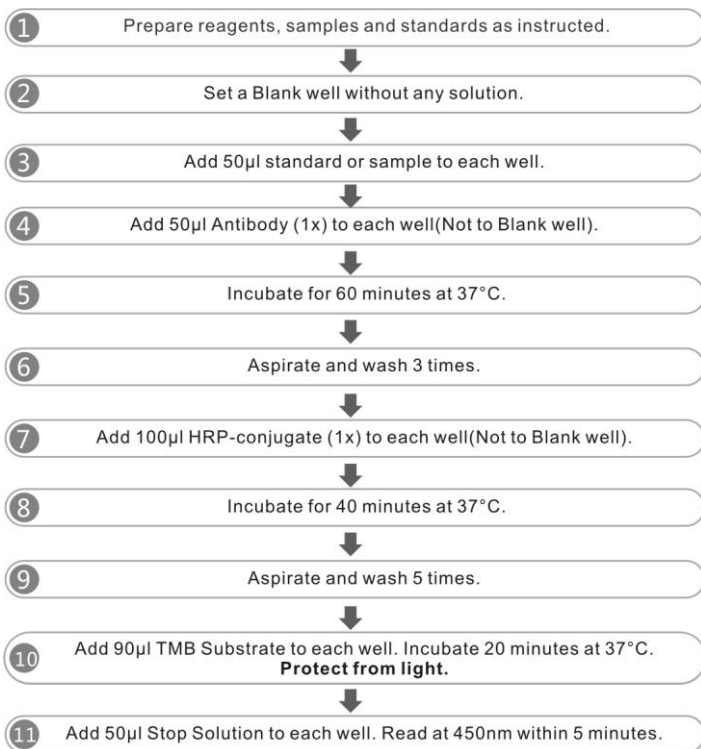 1 Prepare reagents, samples and standards as instructed.
2 Set a Blank well without any solution.
3 Add 50µl standard or sample to each well.
4 Add 50µl Antibody (1x) to each well(Not to Blank well).
5 Incubate for 60 minutes at 37°C.
6 Aspirate and wash 3 times.
7 Add 100µl HRP-conjugate (1x) to each well(Not to Blank well).
8 Incubate for 40 minutes at 37°C.
9 Aspirate and wash 5 times.
10 Add 90µl TMB Substrate to each well. Incubate 20 minutes at 37°C.
Protect from light.
11 Add 50µl Stop Solution to each well. Read at 450nm within 5 minutes.